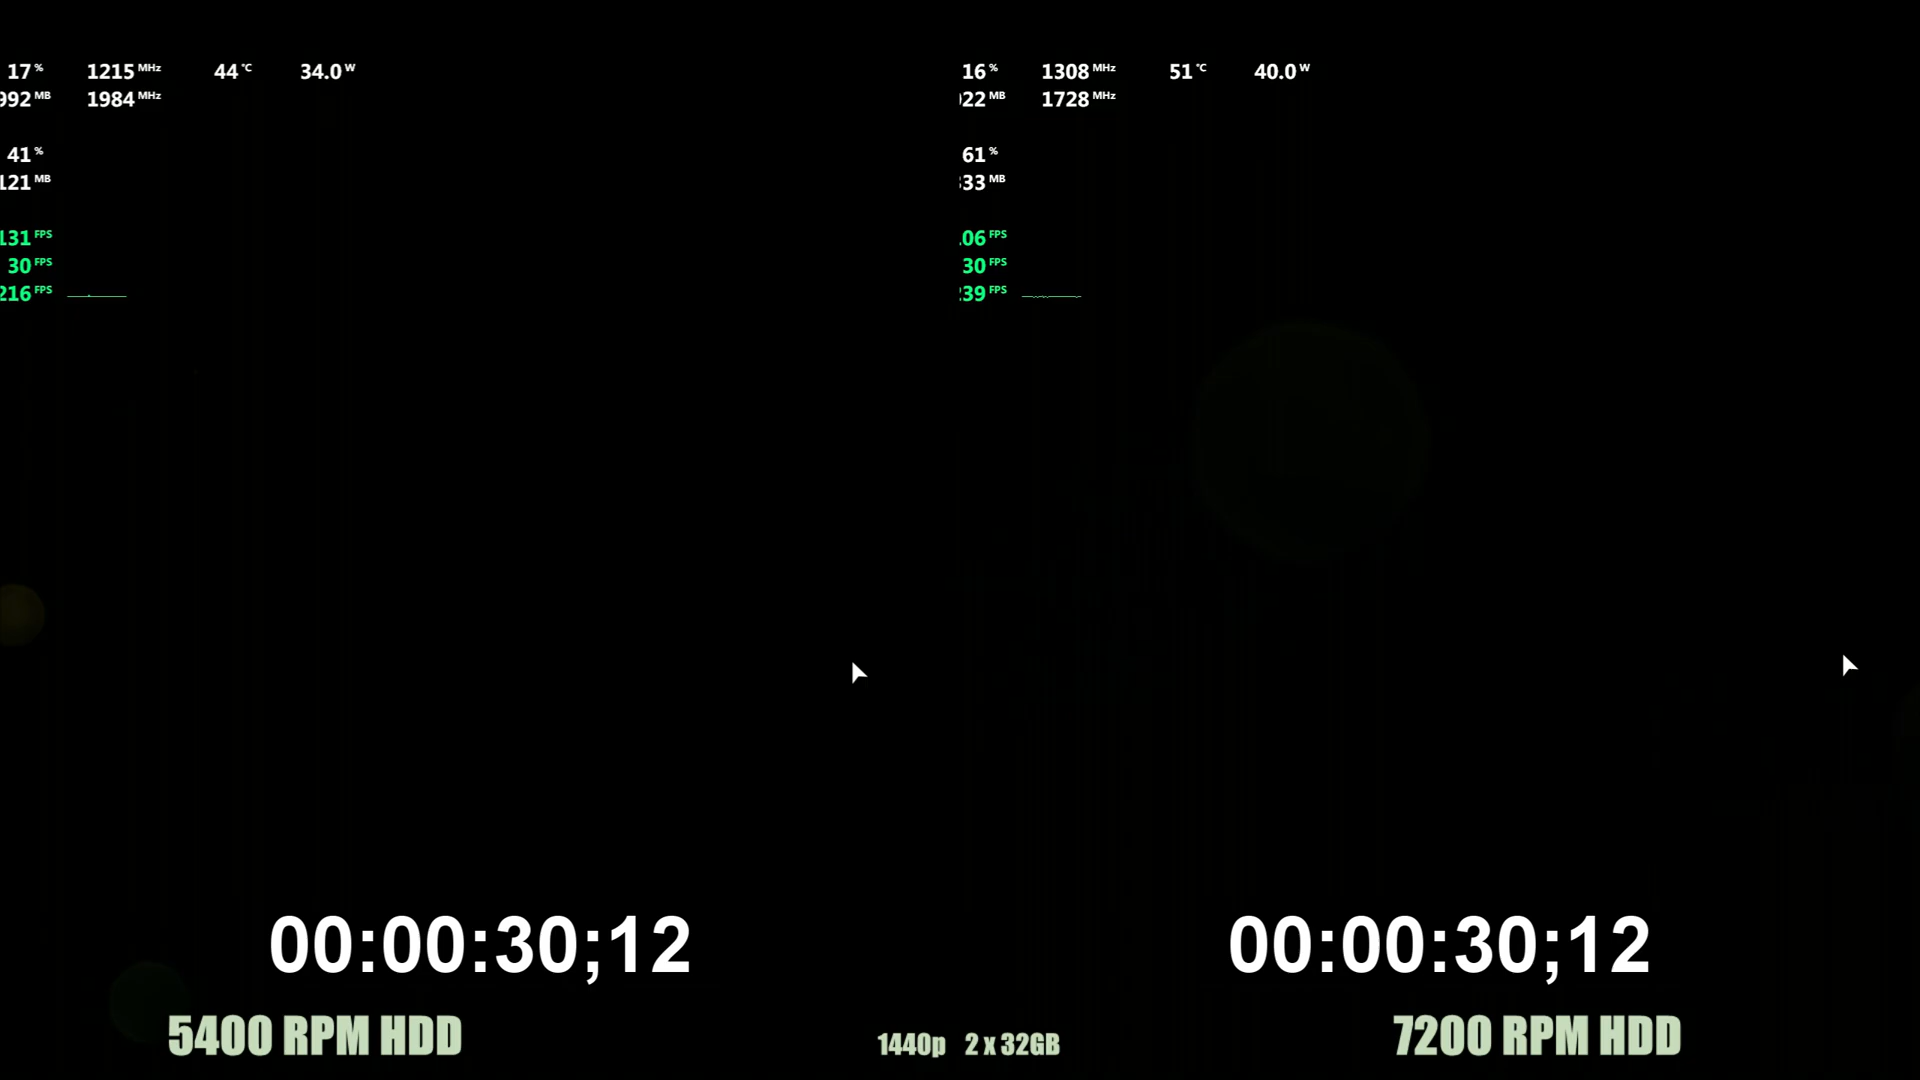 17 % 1215 MHz 44 °C 34.0 W
992 MB 1984 MHz
41 %
121 MB
131 FPS
30 FPS
216 FPS
16 % 1308 MHz 51 °C 40.0 W
22 MB 1728 MHz
61 %
33 MB
06 FPS
30 FPS
39 FPS
00:00:30;12
00:00:30;12
5400 RPM HDD
1440p 2 x 32GB
7200 RPM HDD